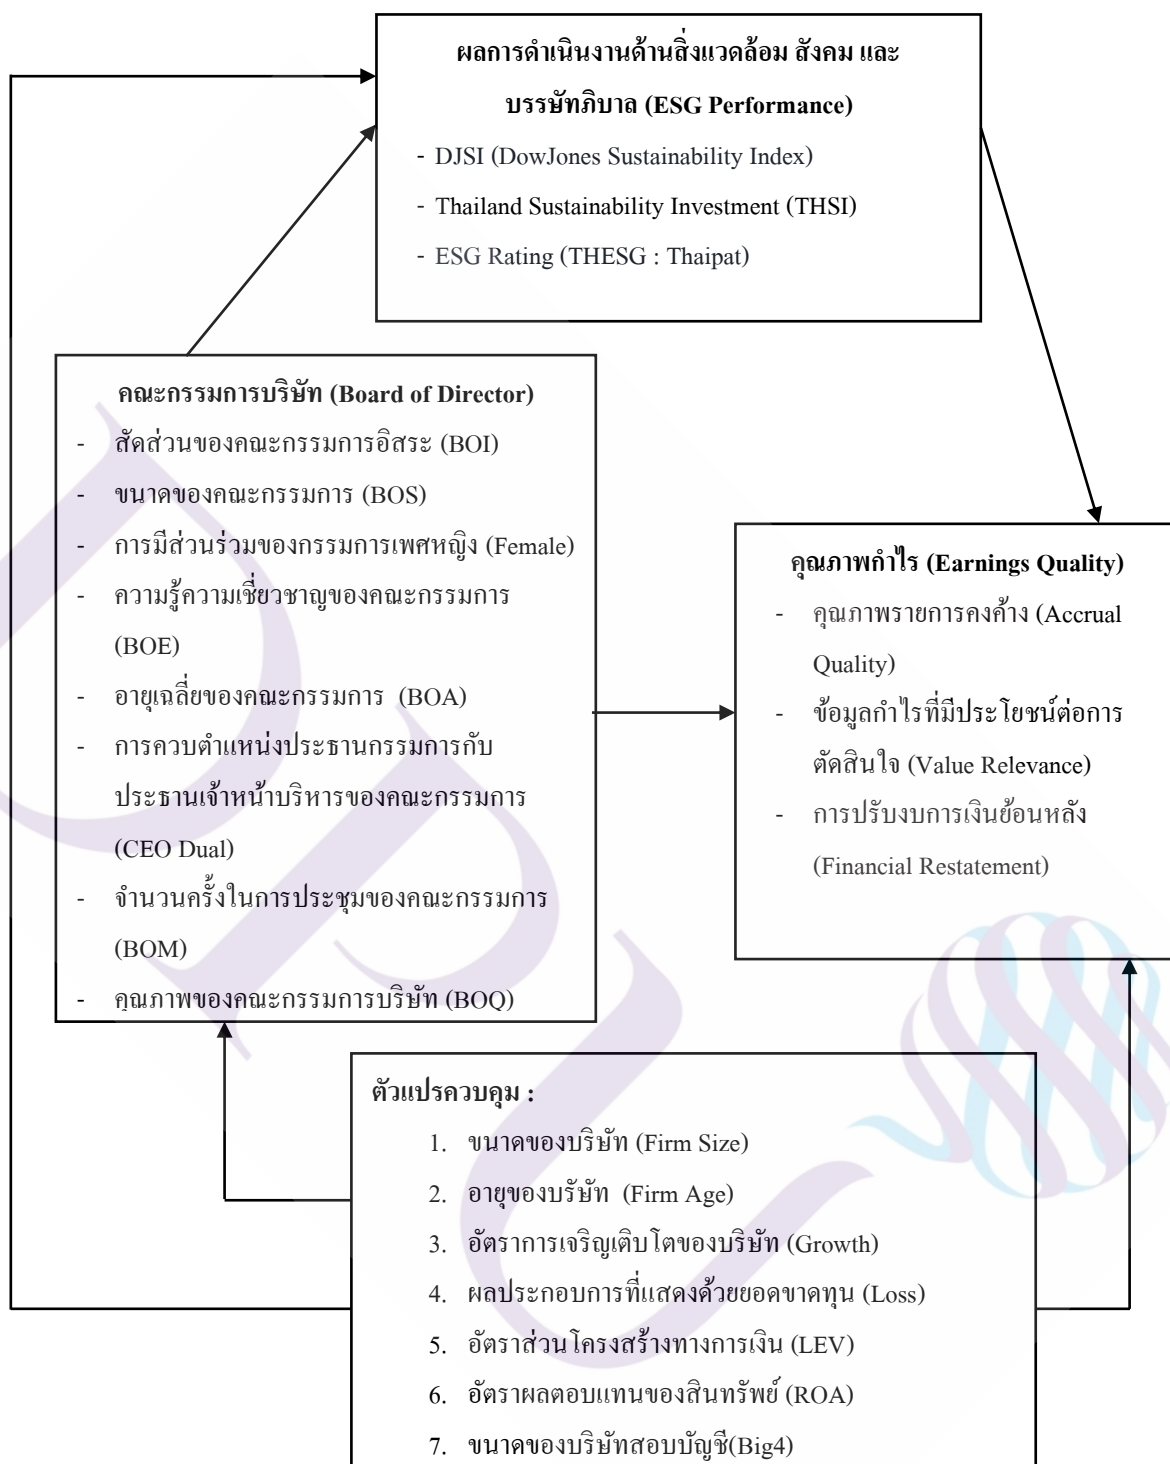 ผลการดำเนินงานด้านสิ่งแวดล้อม สังคม และ
บรรษัทภิบาล (ESG Performance)
- DJSI (DowJones Sustainability Index)
- Thailand Sustainability Investment (THSI)
- ESG Rating (THESG : Thaipat)
คณะกรรมการบริษัท (Board of Director)
- สัดส่วนของคณะกรรมการอิสระ (BOI)
- ขนาดของคณะกรรมการ (BOS)
- การมีส่วนร่วมของกรรมการเพศหญิง (Female)
- ความรู้ความเชี่ยวชาญของคณะกรรมการ
(BOE)
- อายุเฉลี่ยของคณะกรรมการ (BOA)
- การควบตำแหน่งประธานกรรมการกับ
ประธานเจ้าหน้าบริหารของคณะกรรมการ
(CEO Dual)
- จำนวนครั้งในการประชุมของคณะกรรมการ
(BOM)
- คุณภาพของคณะกรรมการบริษัท (BOQ)
คุณภาพกำไร (Earnings Quality)
- คุณภาพรายการคงค้าง (Accrual
Quality)
- ข้อมูลกำไรที่มีประโยชน์ต่อการ
ตัดสินใจ (Value Relevance)
- การปรับงบการเงินย้อนหลัง
(Financial Restatement)
ตัวแปรควบคุม :
1. ขนาดของบริษัท (Firm Size)
2. อายุของบรัษัท (Firm Age)
3. อัตราการเจริญเติบโตของบริษัท (Growth)
4. ผลประกอบการที่แสดงด้วยยอดขาดทุน (Loss)
5. อัตราส่วนโครงสร้างทางการเงิน (LEV)
6. อัตราผลตอบแทนของสินทรัพย์ (ROA)
7. ขนาดของบริษัทสอบบัญชี(Big4)
DPU